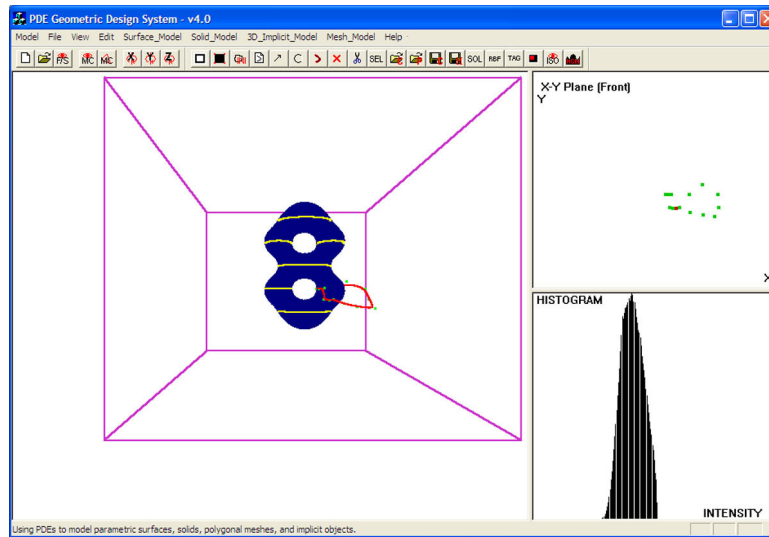 PDE Geometric Design System - v4.0
Model File View Edit Surface_Model Solid_Model 3D_Implicit_Model Mesh_Model Help
F/S MC X Y Z C SEL SOL RBF TAG ISO
X-Y Plane (Front)
Y
X
HISTOGRAM
INTENSITY
Using PDEs to model parametric surfaces, solids, polygonal meshes, and implicit objects.